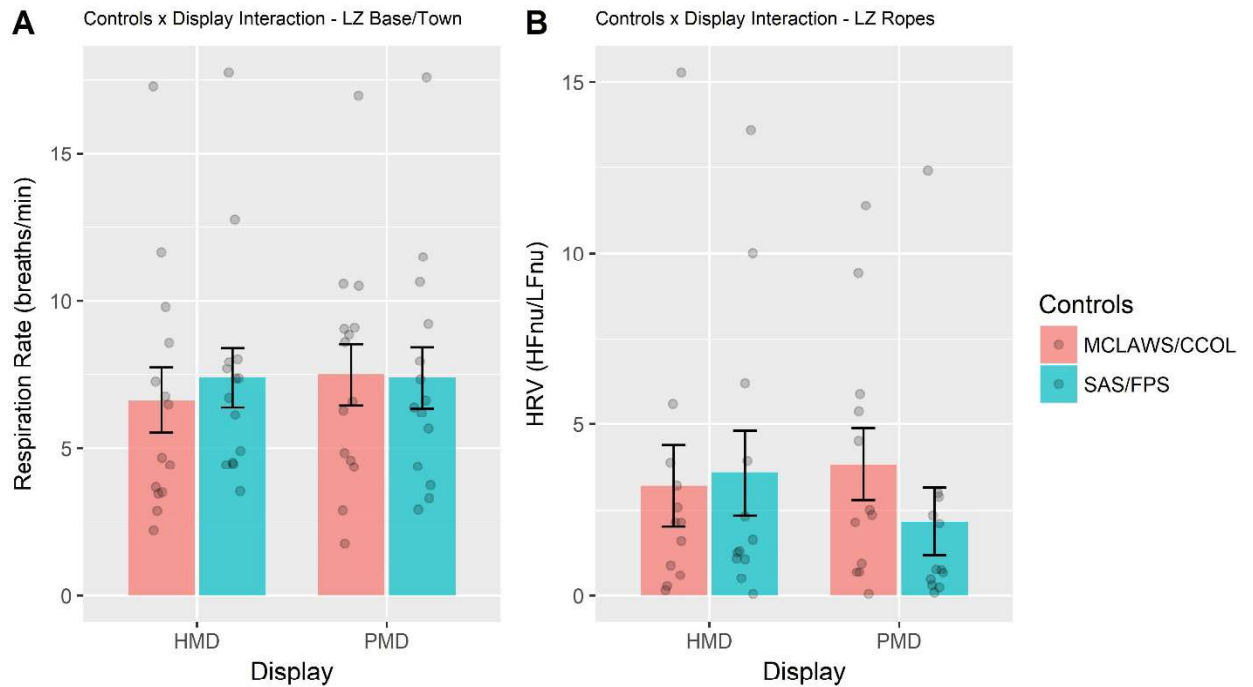 A
Controls x Display Interaction - LZ Base/Town
Respiration Rate (breaths/min)
15
10
5
0
HMD
PMD
Display
B
Controls x Display Interaction - LZ Ropes
HRV (HFnu/LFnu)
15
10
5
0
HMD
PMD
Display
Controls
MCLAWS/CCOL
SAS/FPS